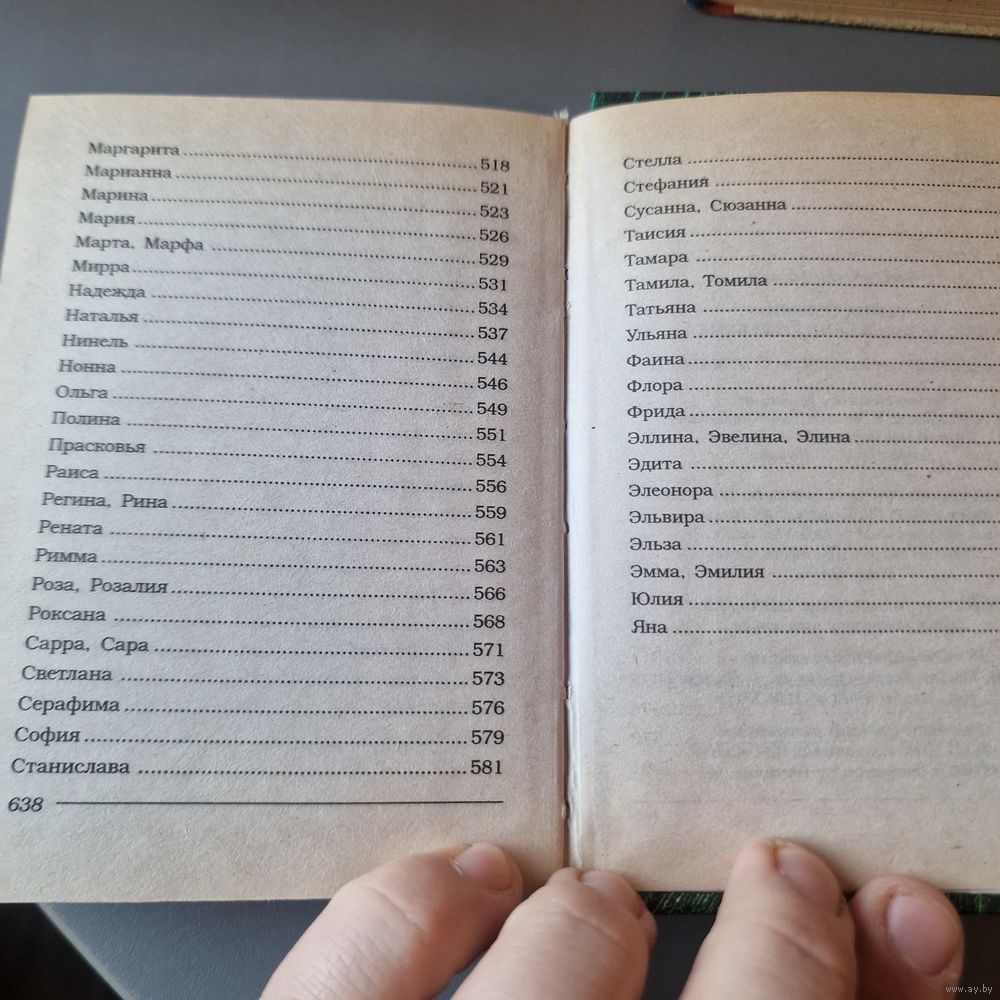 Маргарита ........ 518
Марианна ........ 521
Марина ........ 523
Мария ........ 526
Марта, Марфа ........ 529
Мирра ........ 531
Надежда ........ 534
Наталья ........ 537
Нинель ........ 544
Нонна ........ 546
Ольга ........ 549
Полина ........ 551
Прасковья ........ 554
Раиса ........ 556
Регина, Рина ........ 559
Рената ........ 561
Римма ........ 563
Роза, Розалия ........ 566
Роксана ........ 568
Сарра, Сара ........ 571
Светлана ........ 573
Серафима ........ 576
София ........ 579
Станислава ........ 581
638
Стелла ........
Стефания ........
Сусанна, Сюзанна ........
Таисия ........
Тамара ........
Тамила, Томила ........
Татьяна ........
Ульяна ........
Фаина ........
Флора ........
Фрида ........
Эллина, Эвелина, Элина ........
Эдита ........
Элеонора ........
Эльвира ........
Эльза ........
Эмма, Эмилия ........
Юлия ........
Яна ........
www.ay.by